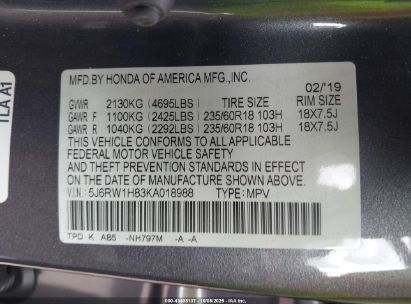 TLA A1
MFD.BY HONDA OF AMERICA MFG.,INC.
02/'19
GVWR 2130KG (4695LBS) TIRE SIZE RIM SIZE
GAWR F 1100KG (2425LBS) 235/60R18 103H 18X7.5J
GAWR R 1040KG (2292LBS) 235/60R18 103H 18X7.5J
THIS VEHICLE CONFORMS TO ALL APPLICABLE
FEDERAL MOTOR VEHICLE SAFETY
AND THEFT PREVENTION STANDARDS IN EFFECT ON
THE DATE OF MANUFACTURE SHOWN ABOVE.
V.I.N.: 5J6RW1H83KA018988 TYPE: MPV
TPD K AB5 -NH797M -A -A